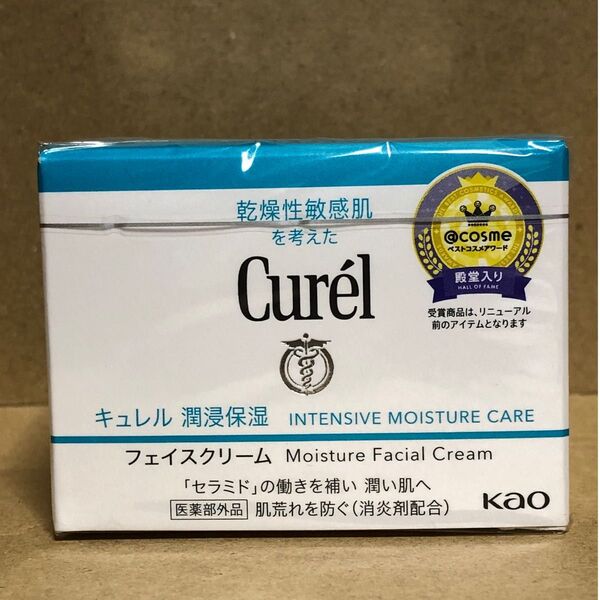 乾燥性敏感肌
を考えた
Curél
@cosme
ベストコスメアワード
殿堂入り
HALL OF FAME
受賞商品は、リニューアル
前のアイテムとなります
キュレル 潤浸保湿 INTENSIVE MOISTURE CARE
フェイスクリーム Moisture Facial Cream
「セラミド」の働きを補い 潤い肌へ
医薬部外品 肌荒れを防ぐ(消炎剤配合)
Kao